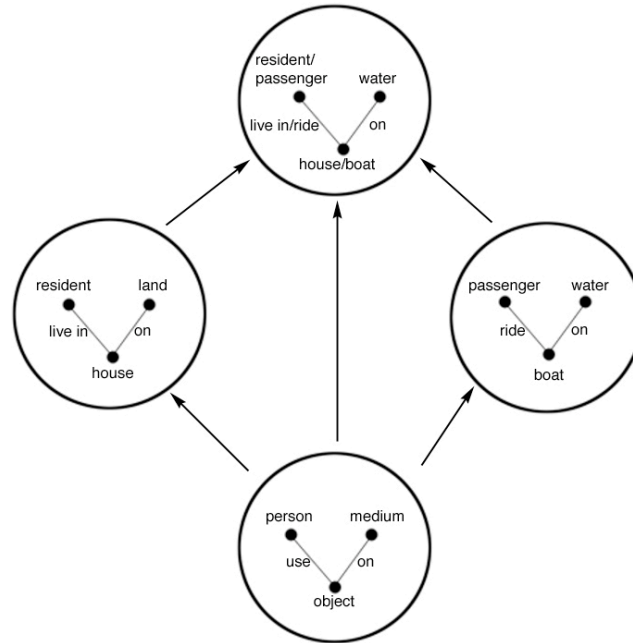 resident/
passenger
water
live in/ride
on
house/boat
resident
land
live in
on
house
passenger
water
ride
on
boat
person
medium
use
on
object